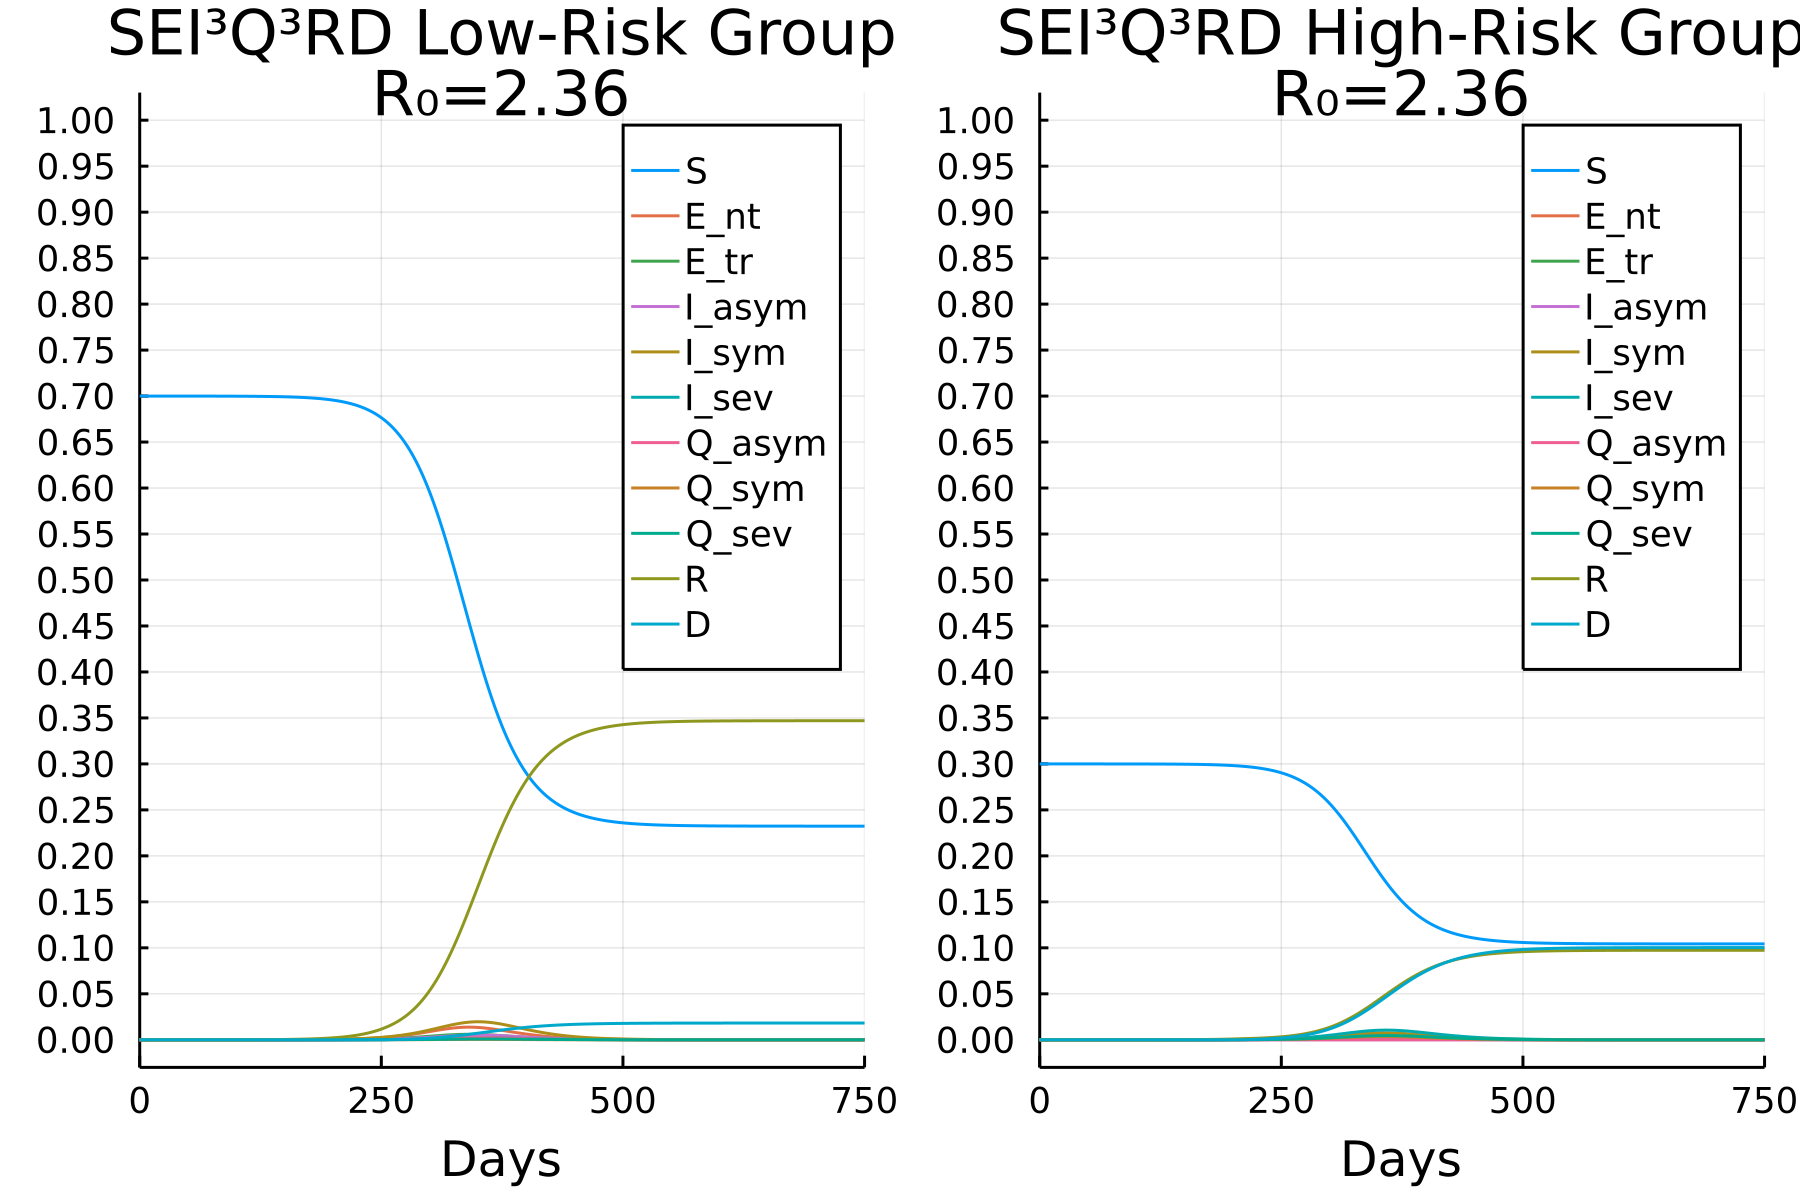 SEI³Q³RD Low-Risk Group
R₀=2.36
1.00
0.95
0.90
0.85
0.80
0.75
0.70
0.65
0.60
0.55
0.50
0.45
0.40
0.35
0.30
0.25
0.20
0.15
0.10
0.05
0.00
S
E_nt
E_tr
I_asym
I_sym
I_sev
Q_asym
Q_sym
Q_sev
R
D
0 250 500 750
Days
SEI³Q³RD High-Risk Group
R₀=2.36
1.00
0.95
0.90
0.85
0.80
0.75
0.70
0.65
0.60
0.55
0.50
0.45
0.40
0.35
0.30
0.25
0.20
0.15
0.10
0.05
0.00
S
E_nt
E_tr
I_asym
I_sym
I_sev
Q_asym
Q_sym
Q_sev
R
D
0 250 500 750
Days